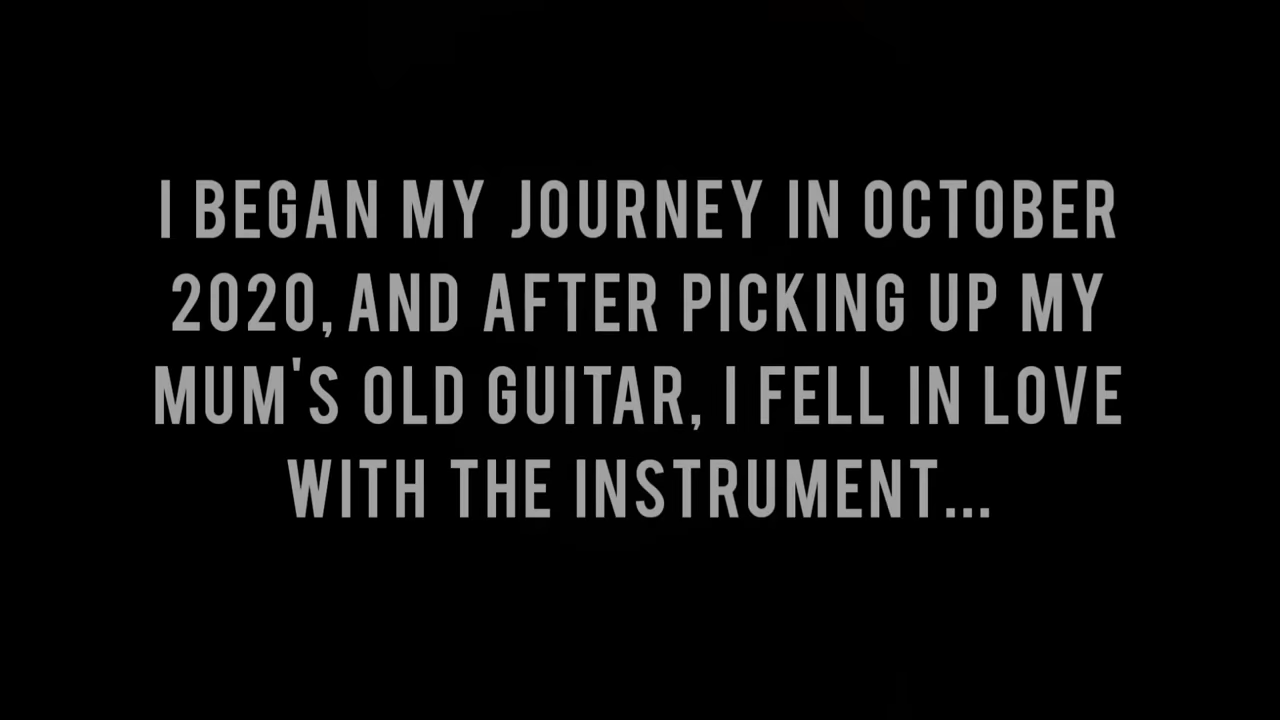 I BEGAN MY JOURNEY IN OCTOBER
2020, AND AFTER PICKING UP MY
MUM'S OLD GUITAR, I FELL IN LOVE
WITH THE INSTRUMENT...